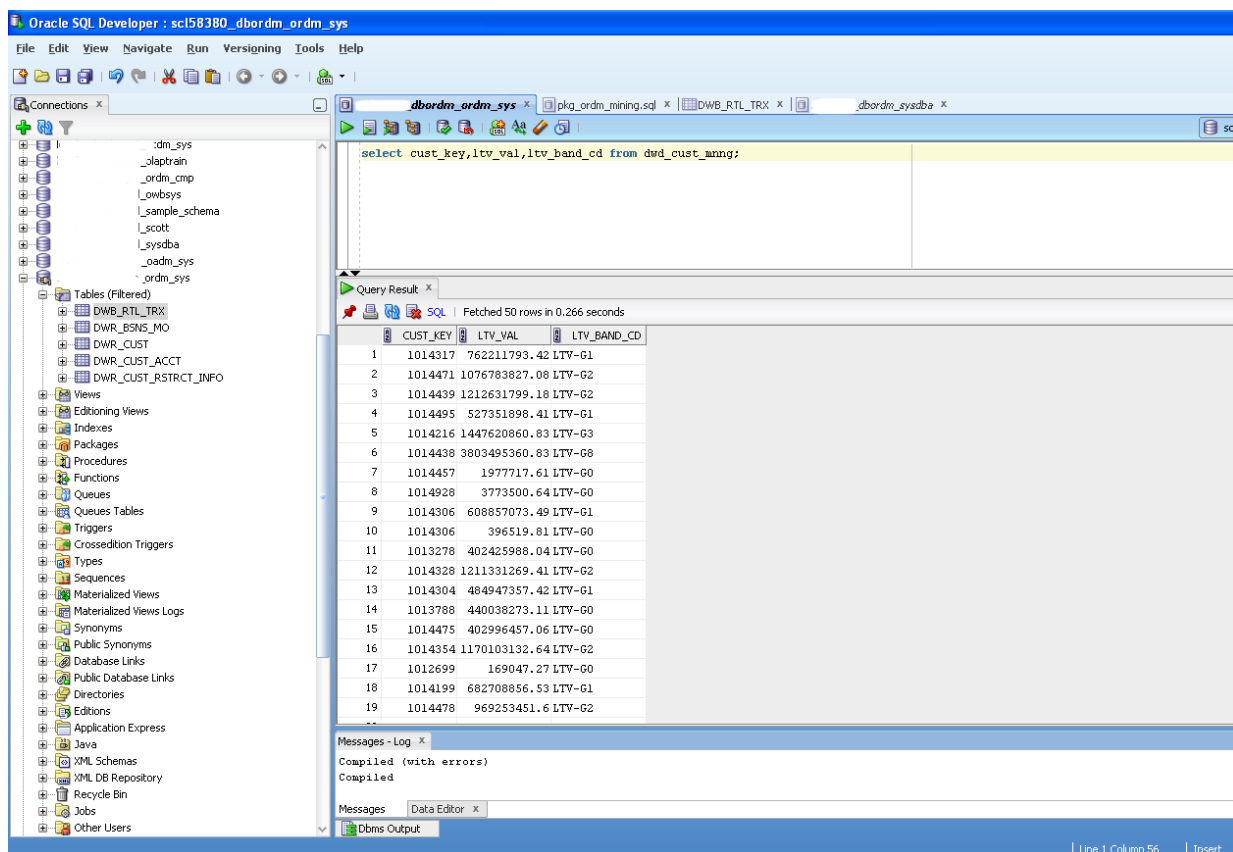 Oracle SQL Developer : scl58380_dbordm_ordm_sys
File Edit View Navigate Run Versioning Tools Help
Connections x
dbordm_ordm_sys x pkg_ordm_mining.sql x DWB_RTL_TRX x _dbordm_sysdba x
sc
:dm_sys
_olaptrain
_ordm_cmp
l_owbsys
l_sample_schema
l_scott
l_sysdba
_oadm_sys
_ordm_sys
Tables (Filtered)
DWB_RTL_TRX
DWR_BSNS_MO
DWR_CUST
DWR_CUST_ACCT
DWR_CUST_RSTRCT_INFO
Views
Editioning Views
Indexes
Packages
Procedures
Functions
Queues
Queues Tables
Triggers
Crossedition Triggers
Types
Sequences
Materialized Views
Materialized Views Logs
Synonyms
Public Synonyms
Database Links
Public Database Links
Directories
Editions
Application Express
Java
XML Schemas
XML DB Repository
Recycle Bin
Jobs
Other Users
select cust_key,ltv_val,ltv_band_cd from dwd_cust_mnng;
Query Result x
SQL | Fetched 50 rows in 0.266 seconds
CUST_KEY LTV_VAL LTV_BAND_CD
1 1014317 762211793.42 LTV-G1
2 1014471 1076783827.08 LTV-G2
3 1014439 1212631799.18 LTV-G2
4 1014495 527351898.41 LTV-G1
5 1014216 1447620860.83 LTV-G3
6 1014438 3803495360.83 LTV-G8
7 1014457 1977717.61 LTV-G0
8 1014928 3773500.64 LTV-G0
9 1014306 608857073.49 LTV-G1
10 1014306 396519.81 LTV-G0
11 1013278 402425988.04 LTV-G0
12 1014328 1211331269.41 LTV-G2
13 1014304 484947357.42 LTV-G1
14 1013788 440038273.11 LTV-G0
15 1014475 402996457.06 LTV-G0
16 1014354 1170103132.64 LTV-G2
17 1012699 169047.27 LTV-G0
18 1014199 682708856.53 LTV-G1
19 1014478 969253451.6 LTV-G2
Messages - Log x
Compiled (with errors)
Compiled
Messages Data Editor x
Dbms Output
Line 1 Column 56 Insert